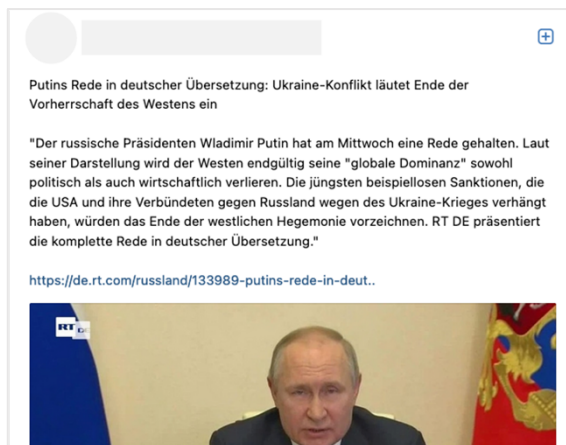 Putins Rede in deutscher Übersetzung: Ukraine-Konflikt läutet Ende der
Vorherrschaft des Westens ein
"Der russische Präsidenten Wladimir Putin hat am Mittwoch eine Rede gehalten. Laut
seiner Darstellung wird der Westen endgültig seine "globale Dominanz" sowohl
politisch als auch wirtschaftlich verlieren. Die jüngsten beispiellosen Sanktionen, die
die USA und ihre Verbündeten gegen Russland wegen des Ukraine-Krieges verhängt
haben, würden das Ende der westlichen Hegemonie vorzeichnen. RT DE präsentiert
die komplette Rede in deutscher Übersetzung."
https://de.rt.com/russland/133989-putins-rede-in-deut..
RT DE